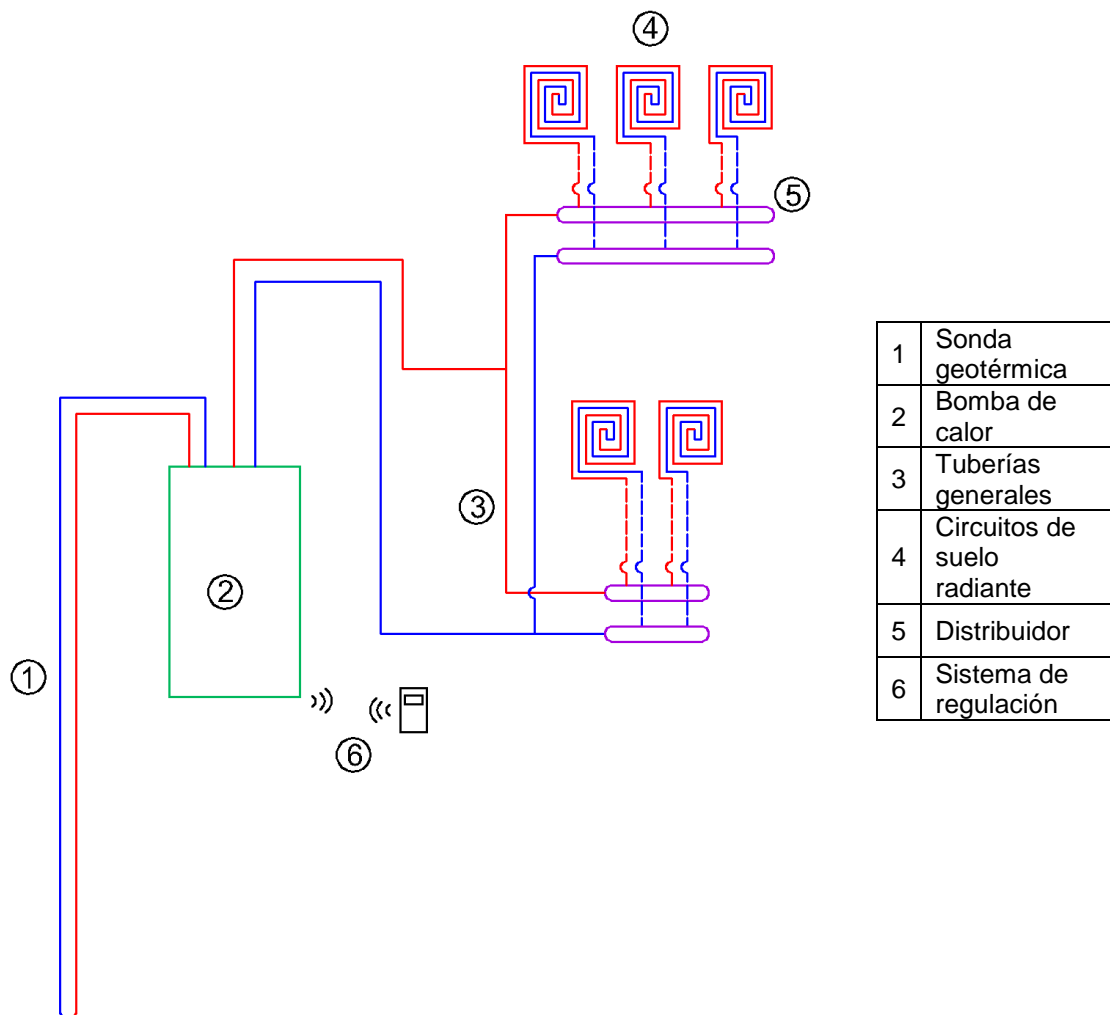 4
5
3
2
1
6
1 Sonda
geotérmica
2 Bomba de
calor
3 Tuberías
generales
4 Circuitos de
suelo
radiante
5 Distribuidor
6 Sistema de
regulación